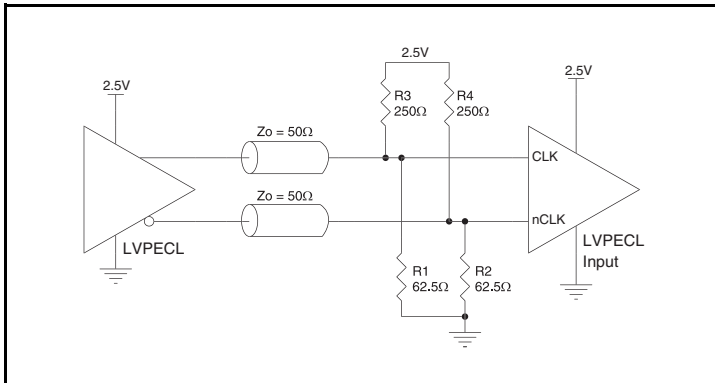 2.5V
2.5V
2.5V
R3
250Ω
R4
250Ω
Zo = 50Ω
CLK
Zo = 50Ω
nCLK
LVPECL
LVPECL
Input
R1
62.5Ω
R2
62.5Ω